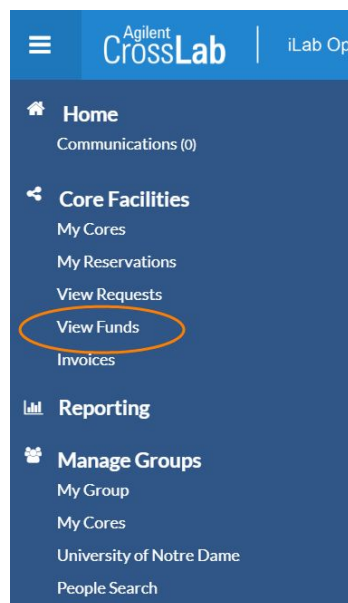 Agilent
CrossLab
iLab Op
Home
Communications (0)
Core Facilities
My Cores
My Reservations
View Requests
View Funds
Invoices
Reporting
Manage Groups
My Group
My Cores
University of Notre Dame
People Search